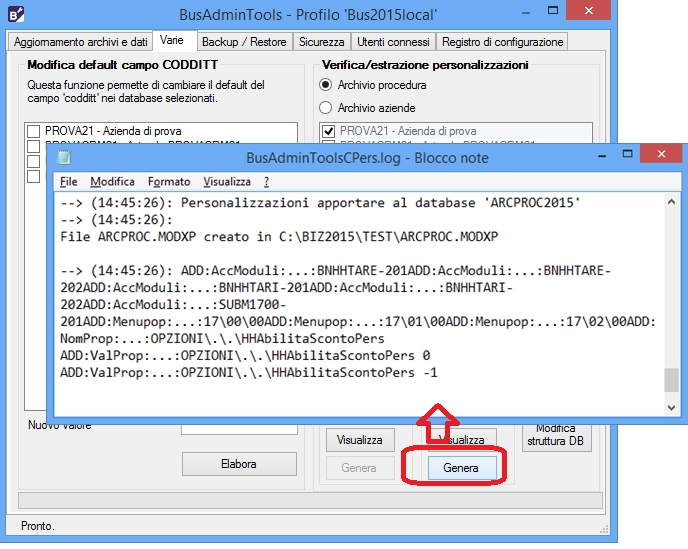 BusAdminTools - Profilo 'Bus2015local'
Aggiornamento archivi e dati
Varie
Backup / Restore
Sicurezza
Utenti connessi
Registro di configurazione
Modifica default campo CODDITT
Questa funzione permette di cambiare il default del
campo 'codditt' nei database selezionati.
PROVA21 - Azienda di prova
Verifica/estrazione personalizzazioni
Archivio procedura
Archivio aziende
PROVA21 - Azienda di prova
BusAdminToolsCPers.log - Blocco note
File Modifica Formato Visualizza ?
--> (14:45:26): Personalizzazioni apportare al database 'ARCPROC2015'
--> (14:45:26):
File ARCPROC.MODXP creato in C:\BIZ2015\TEST\ARCPROC.MODXP
--> (14:45:26): ADD:AccModuli:...:BNHHTARE-201ADD:AccModuli:...:BNHHTARE-
202ADD:AccModuli:...:BNHHTARI-201ADD:AccModuli:...:BNHHTARI-
202ADD:AccModuli:...:SUBM1700-
201ADD:Menupop:...:17\00\00ADD:Menupop:...:17\01\00ADD:Menupop:...:17\02\00ADD:
NomProp:...:OPZIONI\.\.\HHAbilitaScontoPers
ADD:ValProp:...:OPZIONI\.\.\HHAbilitaScontoPers 0
ADD:ValProp:...:OPZIONI\.\.\HHAbilitaScontoPers -1
Nuovo valore
Elabora
Visualizza
Genera
Visualizza
Genera
Modifica
struttura DB
Pronto.